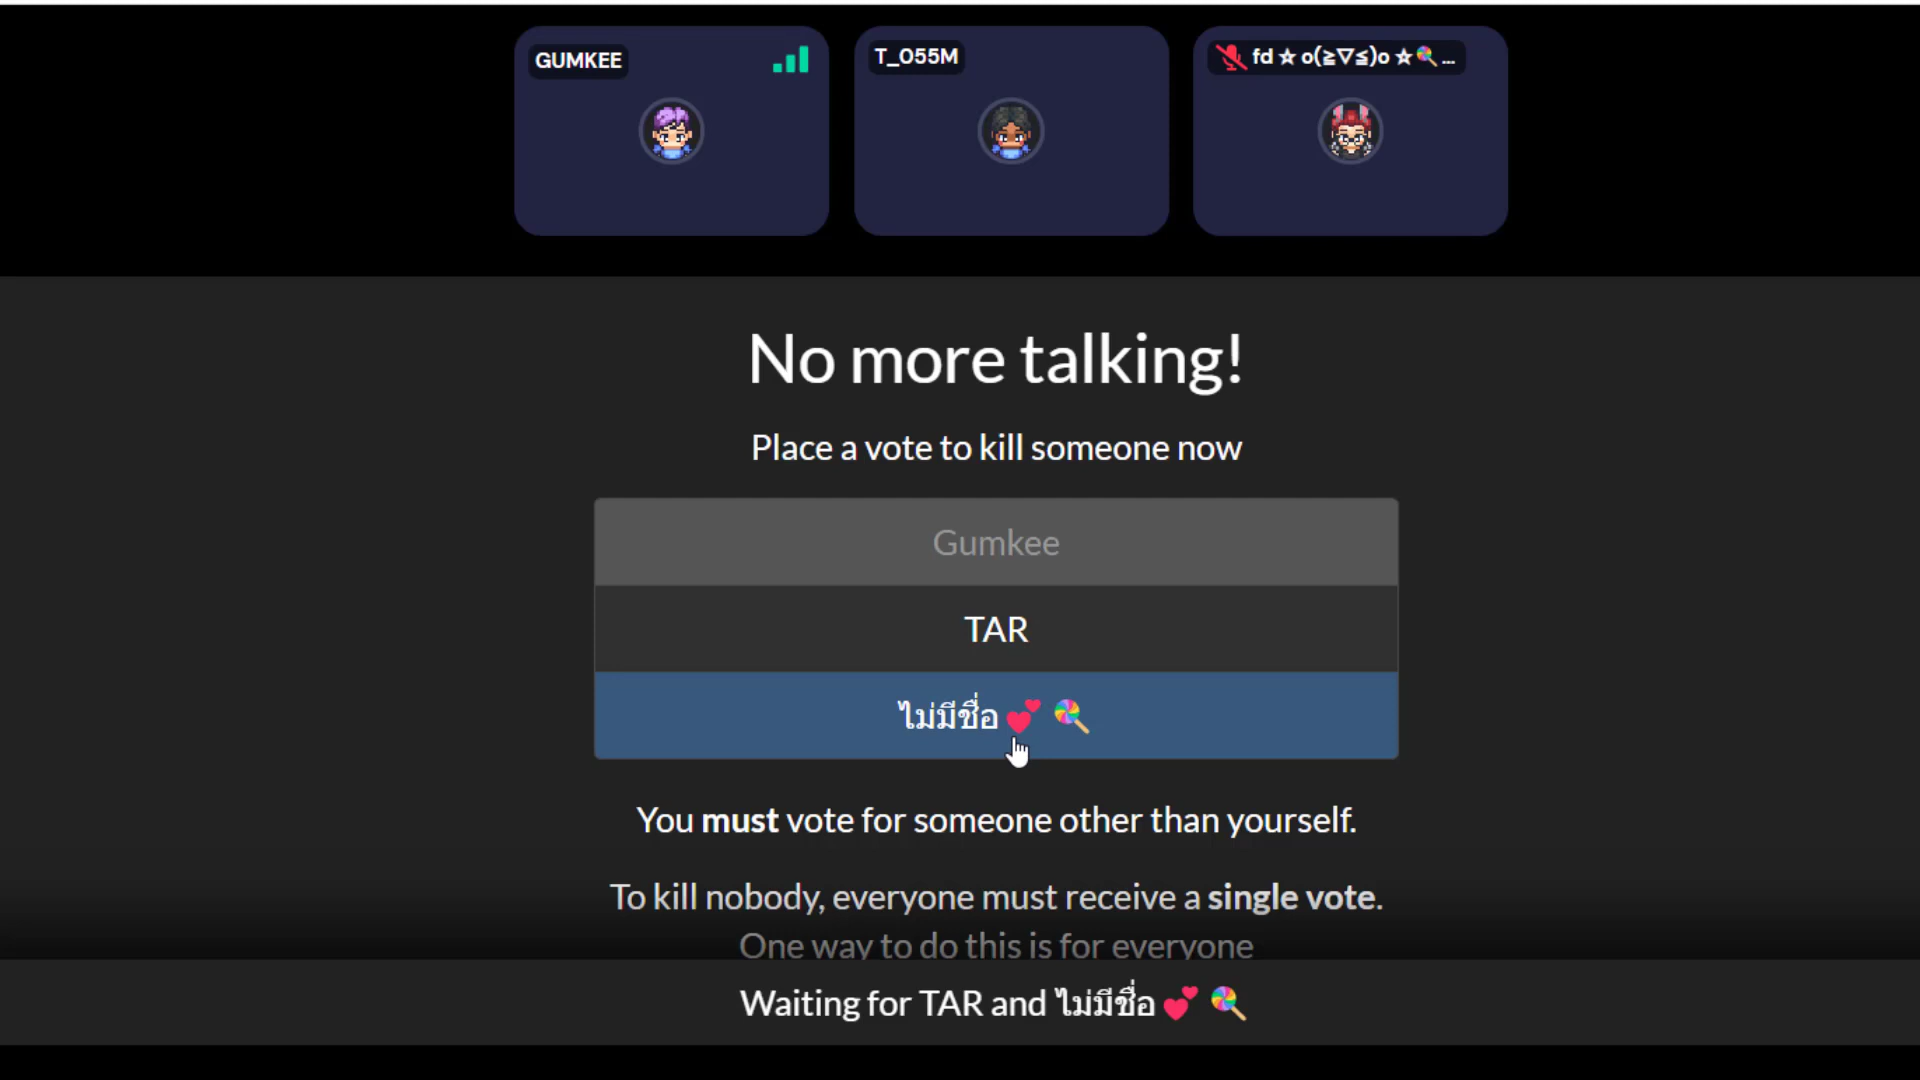 GUMKEE
T_055M
fd ☆ o(≧∇≦)o ☆🍭...
No more talking!
Place a vote to kill someone now
Gumkee
TAR
ไม่มีชื่อ 💕 🍭
You must vote for someone other than yourself.
To kill nobody, everyone must receive a single vote.
One way to do this is for everyone
Waiting for TAR and ไม่มีชื่อ 💕 🍭